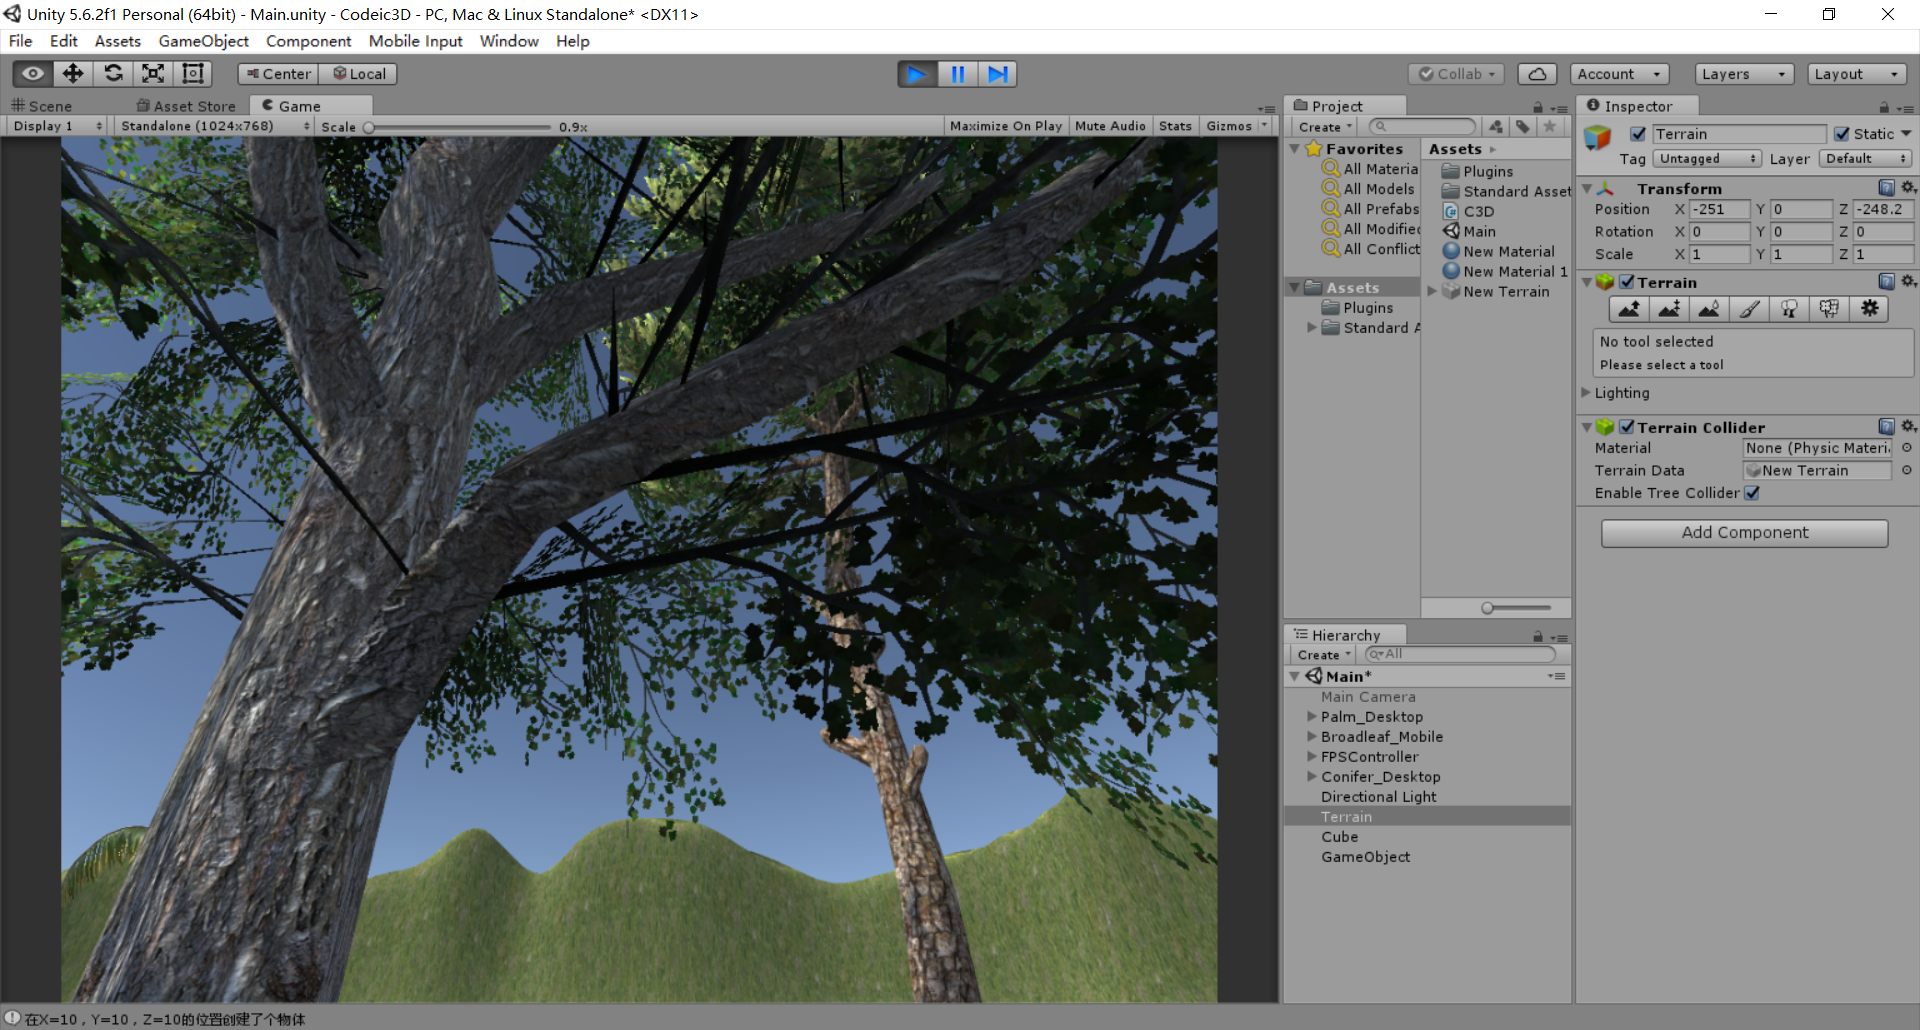 Unity 5.6.2f1 Personal (64bit) - Main.unity - Codeic3D - PC, Mac & Linux Standalone* <DX11>
File Edit Assets GameObject Component Mobile Input Window Help
Center Local Collab Account Layers Layout
Scene Asset Store Game
Display 1 Standalone (1024x768) Scale 0.9x Maximize On Play Mute Audio Stats Gizmos
Project
Create
Favorites
All Materia
All Models
All Prefabs
All Modified
All Conflict
Assets
Plugins
Standard A
Assets
Plugins
Standard Asset
C3D
Main
New Material
New Material 1
New Terrain
Hierarchy
Create All
Main*
Main Camera
Palm_Desktop
Broadleaf_Mobile
FPSController
Conifer_Desktop
Directional Light
Terrain
Cube
GameObject
Inspector
Terrain Static
Tag Untagged Layer Default
Transform
Position X -251 Y 0 Z -248.2
Rotation X 0 Y 0 Z 0
Scale X 1 Y 1 Z 1
Terrain
No tool selected
Please select a tool
Lighting
Terrain Collider
Material None (Physic Materi
Terrain Data New Terrain
Enable Tree Collider
Add Component
在X=10，Y=10，Z=10的位置创建了个物体